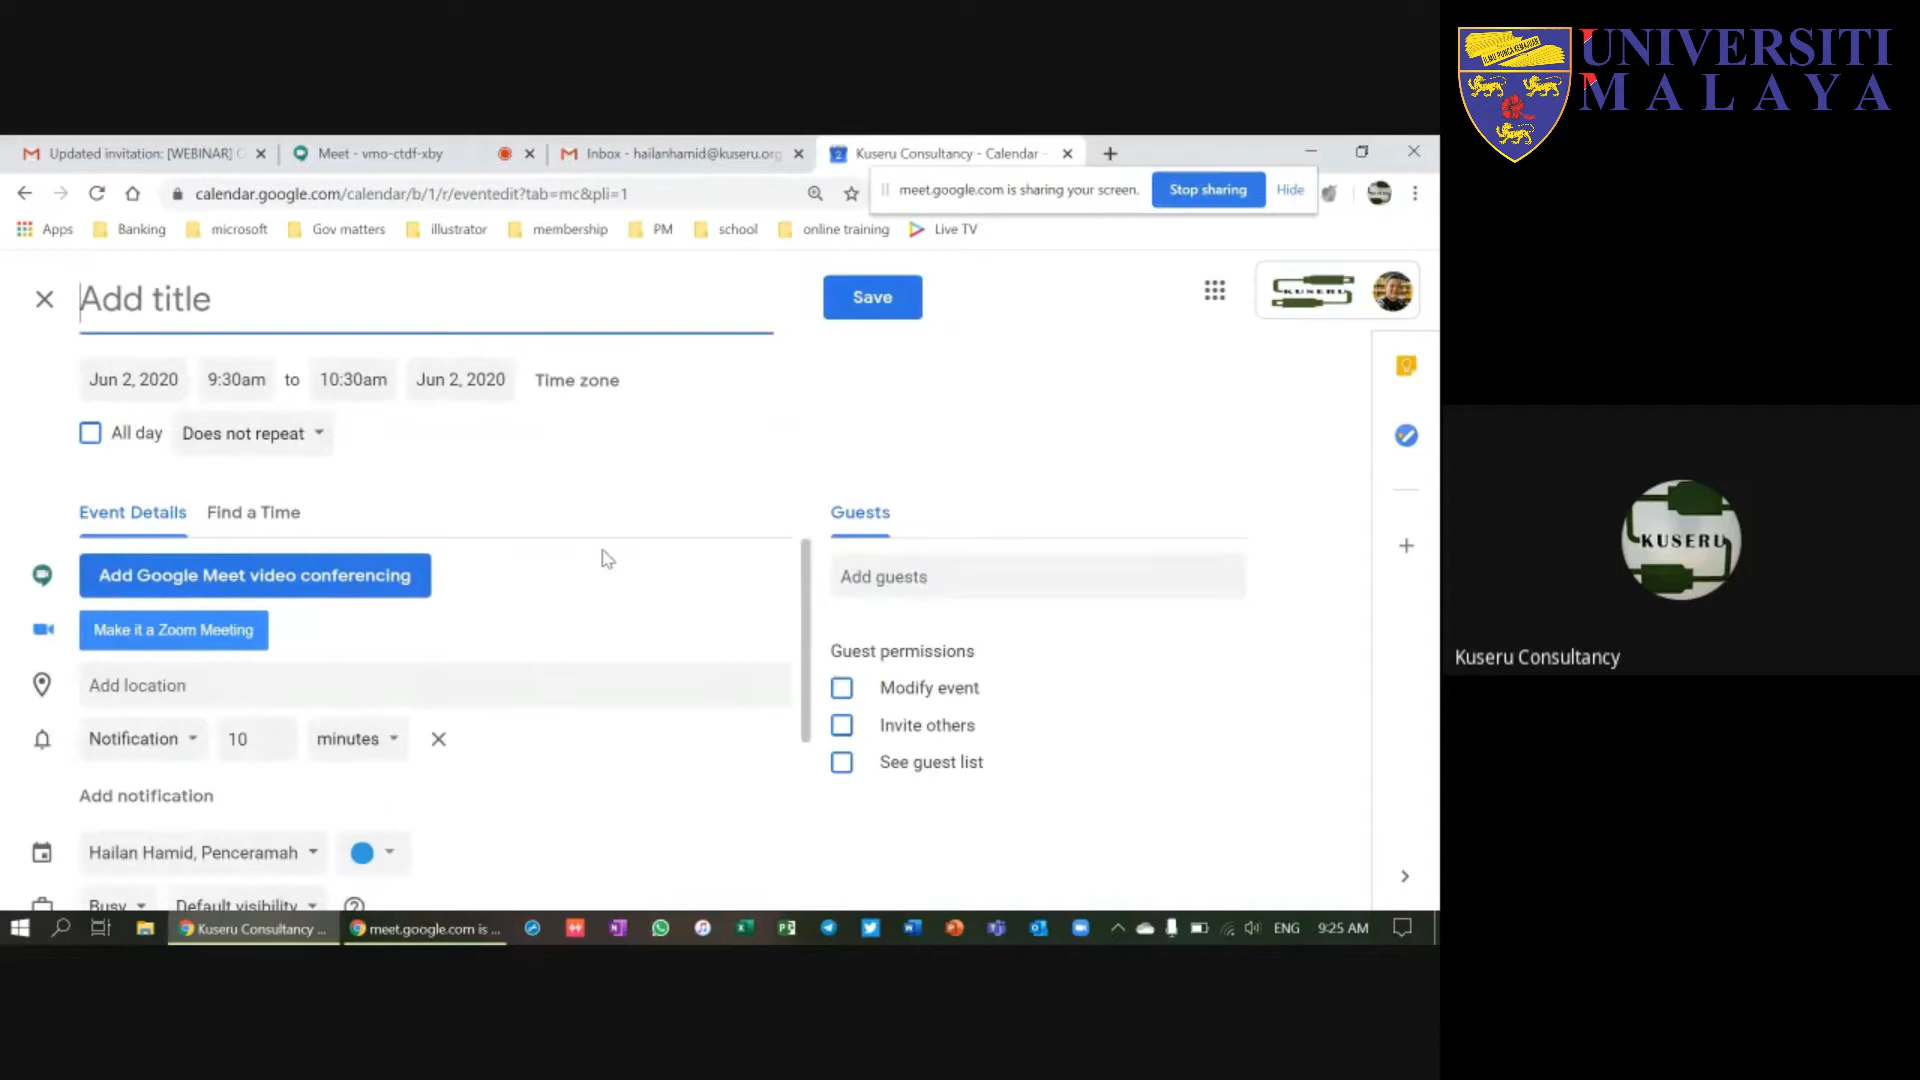 ILMU PUNCA KEMAJUAN
UNIVERSITI
MALAYA
Updated invitation: [WEBINAR]
Meet - vmo-ctdf-xby
Inbox - hailanhamid@kuseru.org
Kuseru Consultancy - Calendar -
calendar.google.com/calendar/b/1/r/eventedit?tab=mc&pli=1
meet.google.com is sharing your screen.
Stop sharing
Hide
Apps
Banking
microsoft
Gov matters
illustrator
membership
PM
school
online training
Live TV
Add title
Save
KUSERU
Jun 2, 2020 9:30am to 10:30am Jun 2, 2020 Time zone
All day Does not repeat
Event Details Find a Time
Guests
Add Google Meet video conferencing
Add guests
Make it a Zoom Meeting
Guest permissions
Add location
Modify event
Notification 10 minutes
Invite others
See guest list
Add notification
Hailan Hamid, Penceramah
Busy Default visibility
KUSERU
Kuseru Consultancy
Kuseru Consultancy ...
meet.google.com is ...
ENG
9:25 AM